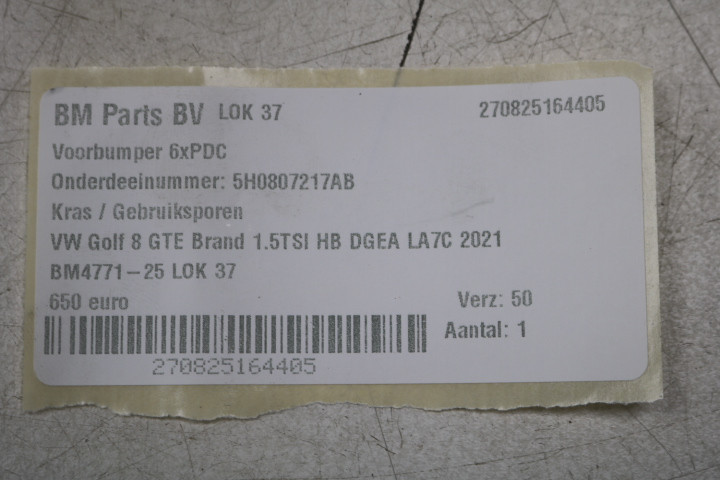 BM Parts BV LOK 37 270825164405
Voorbumper 6xPDC
Onderdeelnummer: 5H0807217AB
Kras / Gebruiksporen
VW Golf 8 GTE Brand 1.5TSI HB DGEA LA7C 2021
BM4771-25 LOK 37
650 euro Verz: 50
Aantal: 1
270825164405